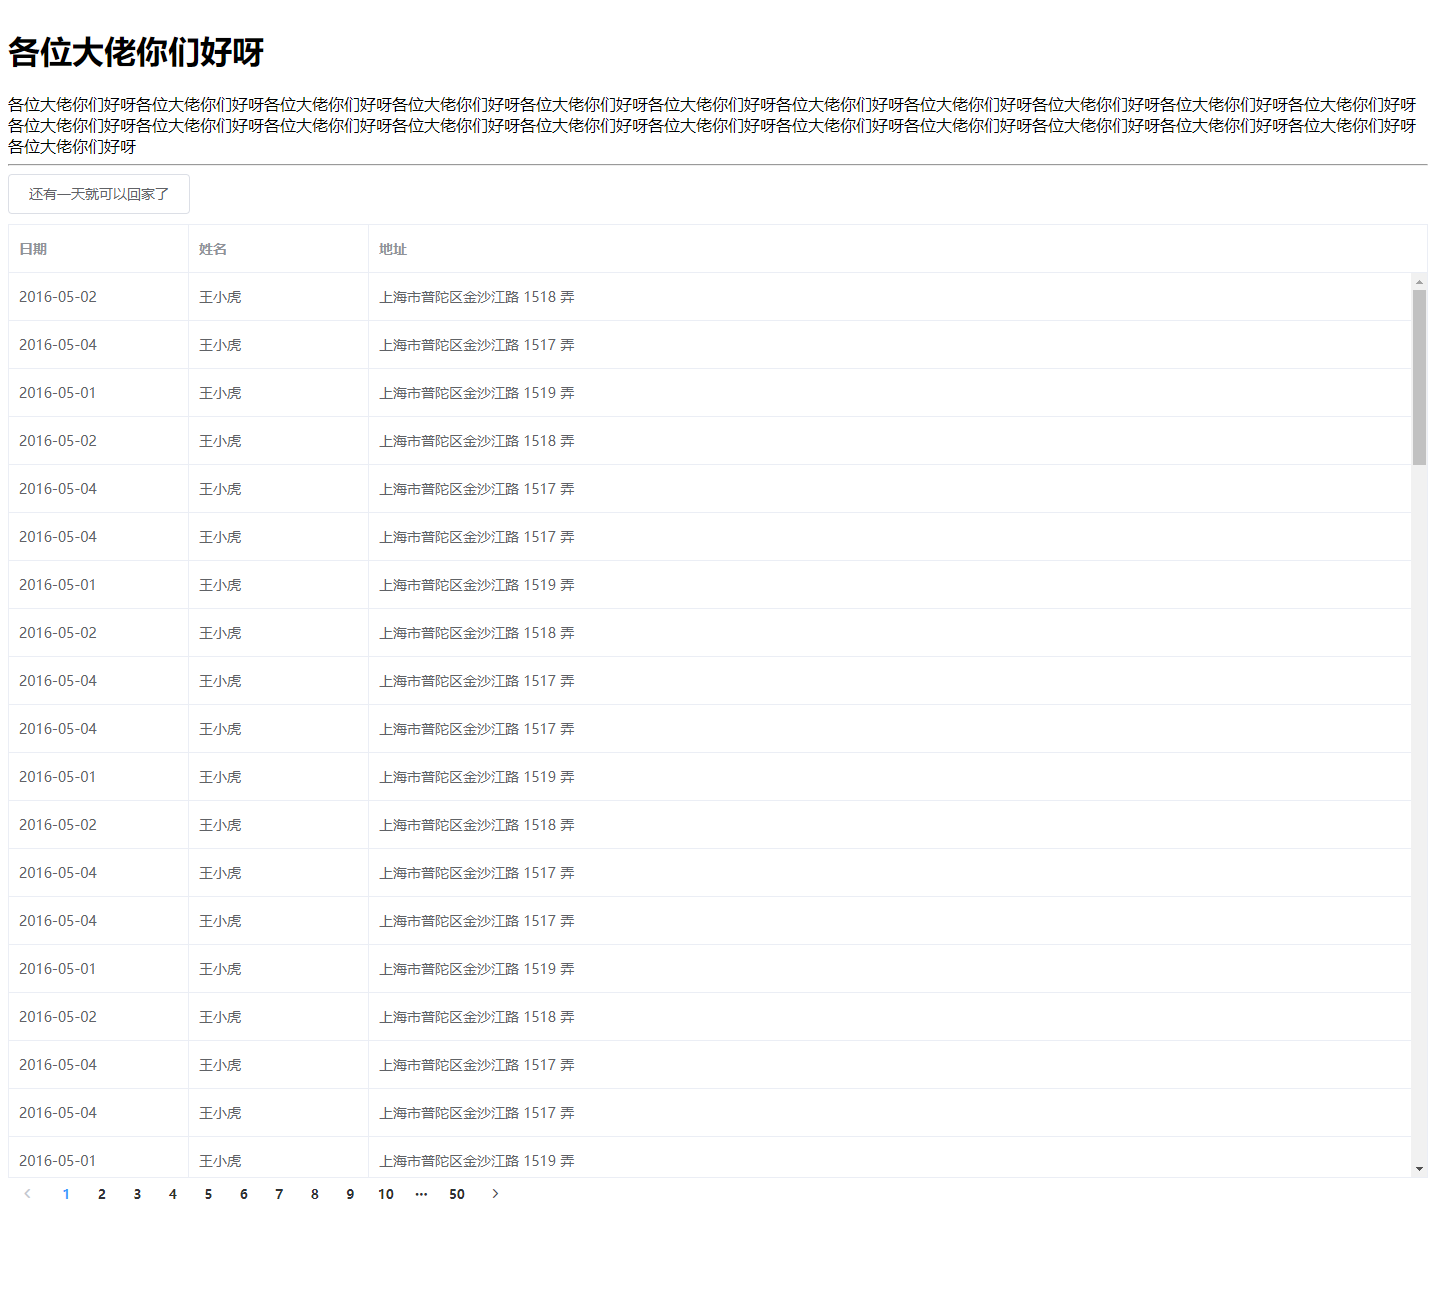 各位大佬你们好呀
各位大佬你们好呀各位大佬你们好呀各位大佬你们好呀各位大佬你们好呀各位大佬你们好呀各位大佬你们好呀各位大佬你们好呀各位大佬你们好呀各位大佬你们好呀各位大佬你们好呀各位大佬你们好呀
各位大佬你们好呀各位大佬你们好呀各位大佬你们好呀各位大佬你们好呀各位大佬你们好呀各位大佬你们好呀各位大佬你们好呀各位大佬你们好呀各位大佬你们好呀各位大佬你们好呀各位大佬你们好呀
各位大佬你们好呀
还有一天就可以回家了
日期 姓名 地址
2016-05-02 王小虎 上海市普陀区金沙江路 1518 弄
2016-05-04 王小虎 上海市普陀区金沙江路 1517 弄
2016-05-01 王小虎 上海市普陀区金沙江路 1519 弄
2016-05-02 王小虎 上海市普陀区金沙江路 1518 弄
2016-05-04 王小虎 上海市普陀区金沙江路 1517 弄
2016-05-04 王小虎 上海市普陀区金沙江路 1517 弄
2016-05-01 王小虎 上海市普陀区金沙江路 1519 弄
2016-05-02 王小虎 上海市普陀区金沙江路 1518 弄
2016-05-04 王小虎 上海市普陀区金沙江路 1517 弄
2016-05-04 王小虎 上海市普陀区金沙江路 1517 弄
2016-05-01 王小虎 上海市普陀区金沙江路 1519 弄
2016-05-02 王小虎 上海市普陀区金沙江路 1518 弄
2016-05-04 王小虎 上海市普陀区金沙江路 1517 弄
2016-05-04 王小虎 上海市普陀区金沙江路 1517 弄
2016-05-01 王小虎 上海市普陀区金沙江路 1519 弄
2016-05-02 王小虎 上海市普陀区金沙江路 1518 弄
2016-05-04 王小虎 上海市普陀区金沙江路 1517 弄
2016-05-04 王小虎 上海市普陀区金沙江路 1517 弄
2016-05-01 王小虎 上海市普陀区金沙江路 1519 弄
1 2 3 4 5 6 7 8 9 10 ··· 50